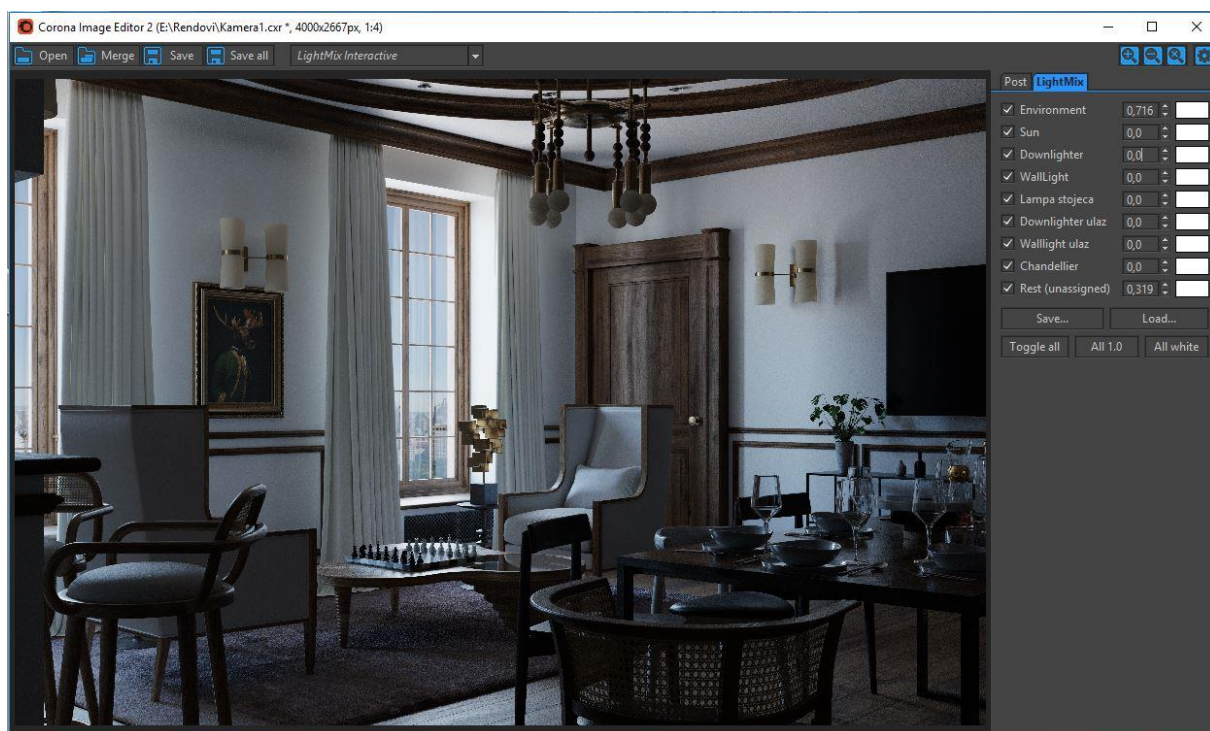 Corona Image Editor 2 (E:\Rendovi\Kamera1.cxr *, 4000x2667px, 1:4)
Open Merge Save Save all LightMix Interactive
Post LightMix
Environment 0,716
Sun 0,0
Downlighter 0,0
WallLight 0,0
Lampa stojeca 0,0
Downlighter ulaz 0,0
Walllight ulaz 0,0
Chandellier 0,0
Rest (unassigned) 0,319
Save... Load...
Toggle all All 1.0 All white